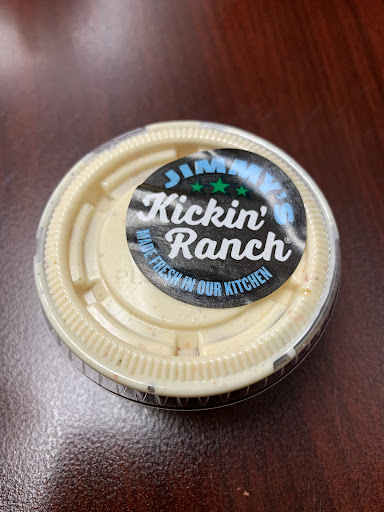 JIMMY'S
Kickin'
Ranch®
MADE FRESH IN OUR KITCHEN